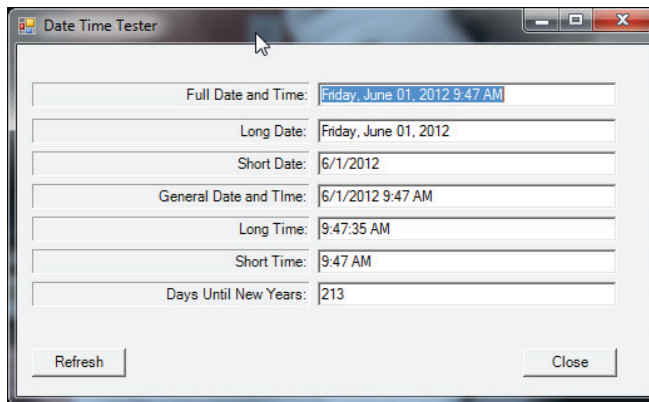 Date Time Tester
Full Date and Time: Friday, June 01, 2012 9:47 AM
Long Date: Friday, June 01, 2012
Short Date: 6/1/2012
General Date and TIme: 6/1/2012 9:47 AM
Long Time: 9:47:35 AM
Short Time: 9:47 AM
Days Until New Years: 213
Refresh Close